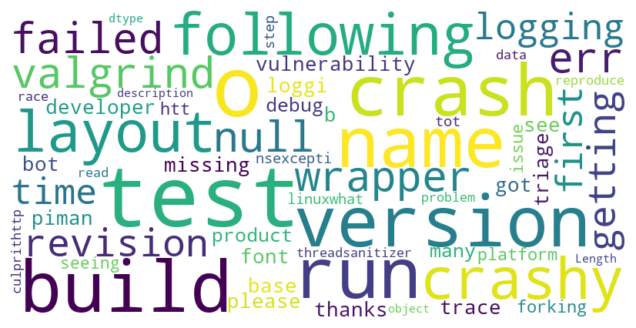 dtype
step
failed
following
logging
err
vulnerability
valgrind
o
crash
data
reproduce
race
description
loggi
developer
htt
debug
b
see
layout
null
name
tot
issue
triage
first
getting
bot
missing
nsexcepti
read
test
wrapper
got
time
linuxwhat
problem
version
piman
product
revision
threadsanitizer
many
platform
Length
culprithttp
seeing
font
build
run
crashy
base
please
thanks
object
trace
forking